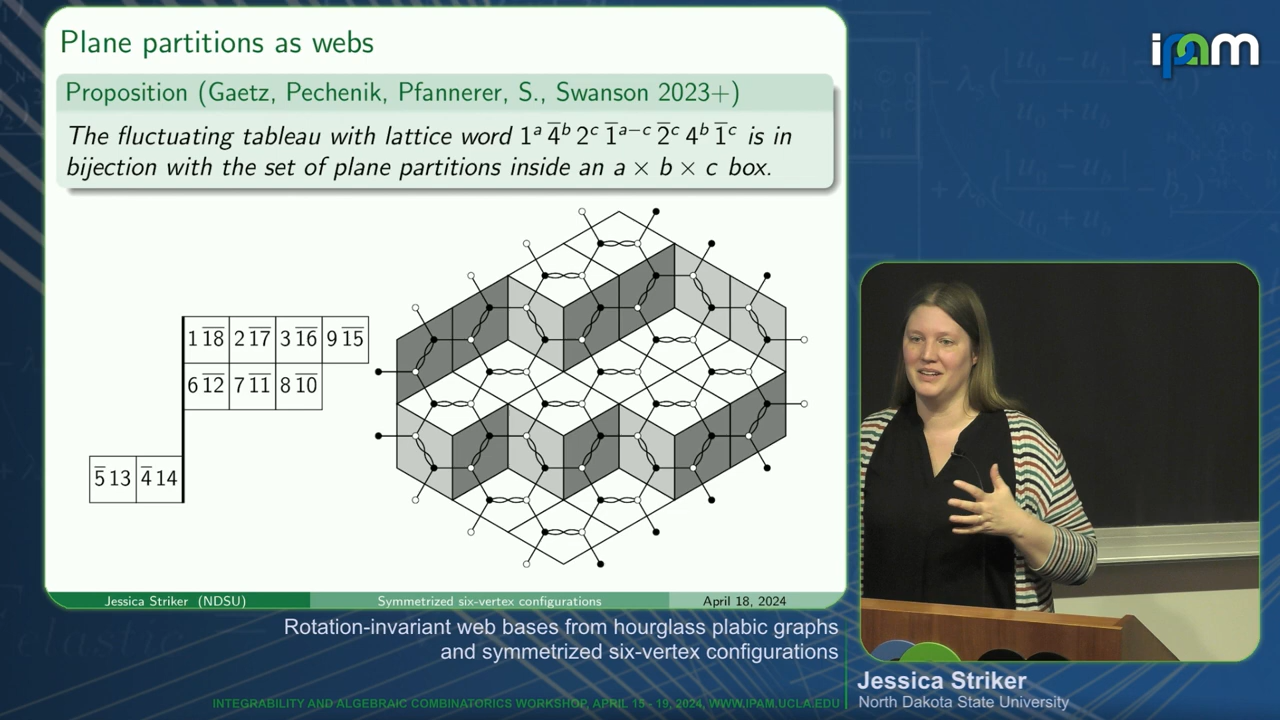 Plane partitions as webs
ipam
Proposition (Gaetz, Pechenik, Pfannerer, S., Swanson 2023+)
The fluctuating tableau with lattice word 1ᵃ 4̅ᵇ 2ᶜ 1̅ᵃ⁻ᶜ 2̅ᶜ 4ᵇ 1̅ᶜ is in
bijection with the set of plane partitions inside an a × b × c box.
1 1̅8̅ 2 1̅7̅ 3 1̅6̅ 9 1̅5̅
6 1̅2̅ 7 1̅1̅ 8 1̅0̅
5̅ 13 4̅ 14
Jessica Striker (NDSU) Symmetrized six-vertex configurations April 18, 2024
Rotation-invariant web bases from hourglass plabic graphs
and symmetrized six-vertex configurations
Jessica Striker
North Dakota State University
INTEGRABILITY AND ALGEBRAIC COMBINATORICS WORKSHOP, APRIL 15 - 19, 2024, WWW.IPAM.UCLA.EDU